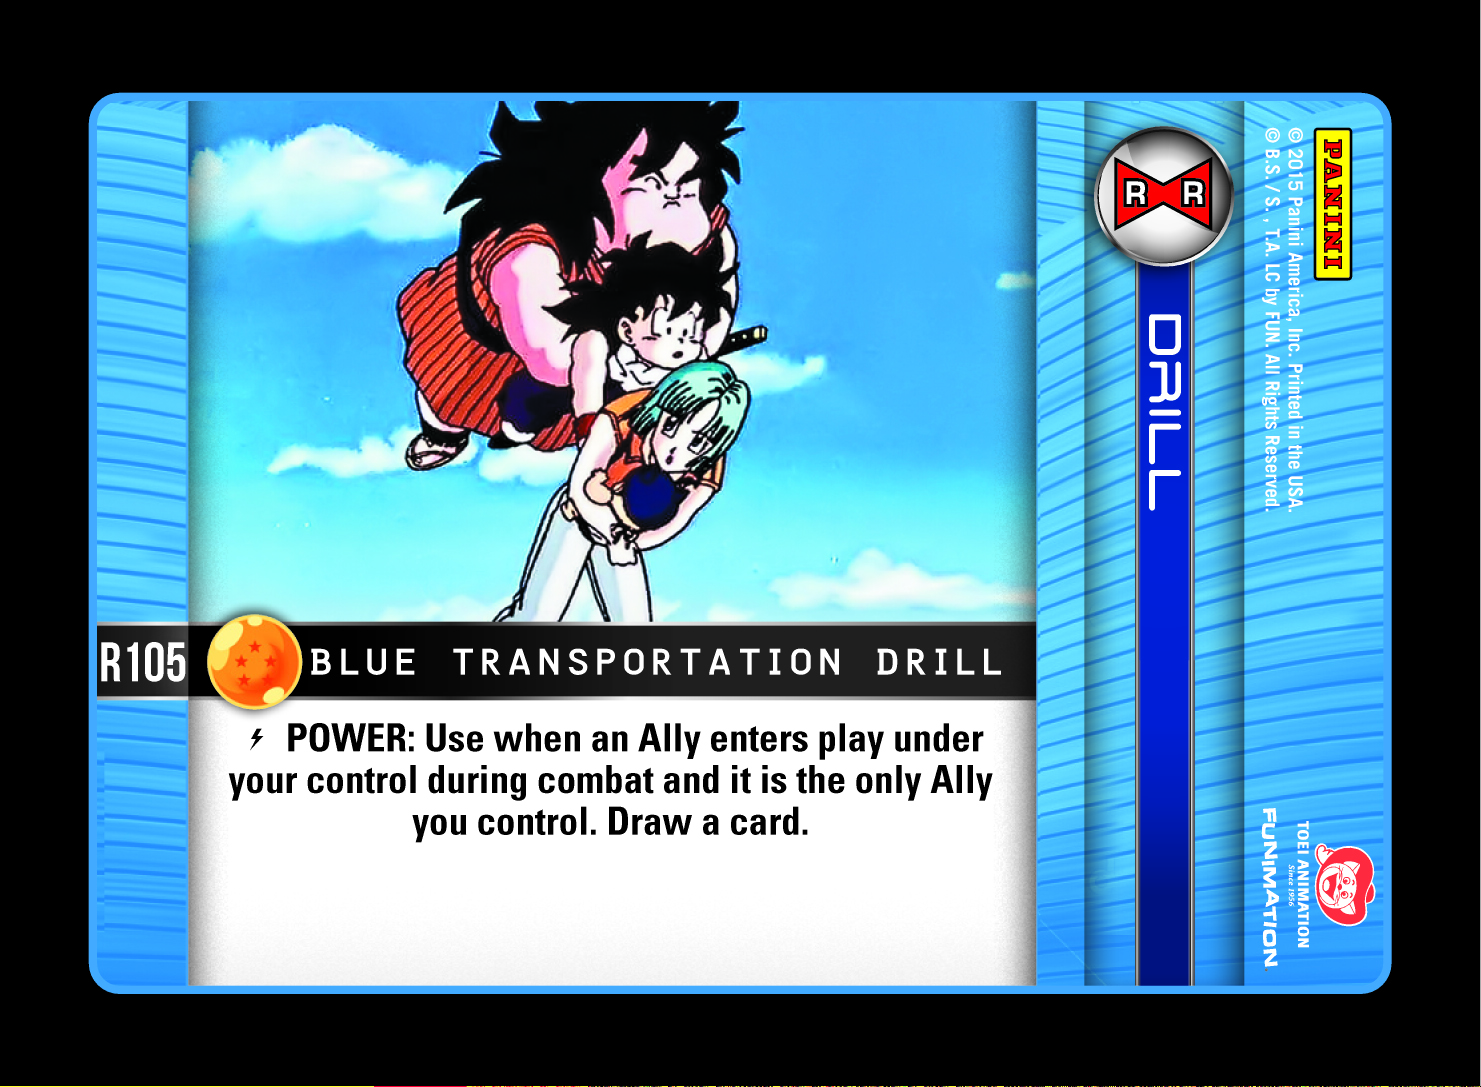 R105
BLUE TRANSPORTATION DRILL
POWER: Use when an Ally enters play under
your control during combat and it is the only Ally
you control. Draw a card.
R R
DRILL
PANINI
© 2015 Panini America, Inc. Printed in the USA.
© B.S. / S. , T.A. LC by FUN. All Rights Reserved.
TOEI ANIMATION
Since 1956
FUNIMATION